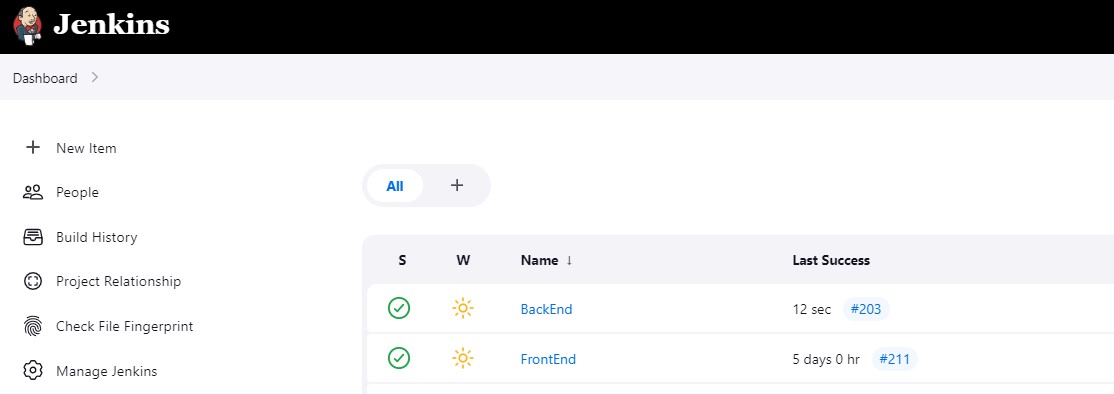 Jenkins
Dashboard
New Item
People
Build History
Project Relationship
Check File Fingerprint
Manage Jenkins
All +
S W Name ↓ Last Success
BackEnd 12 sec #203
FrontEnd 5 days 0 hr #211